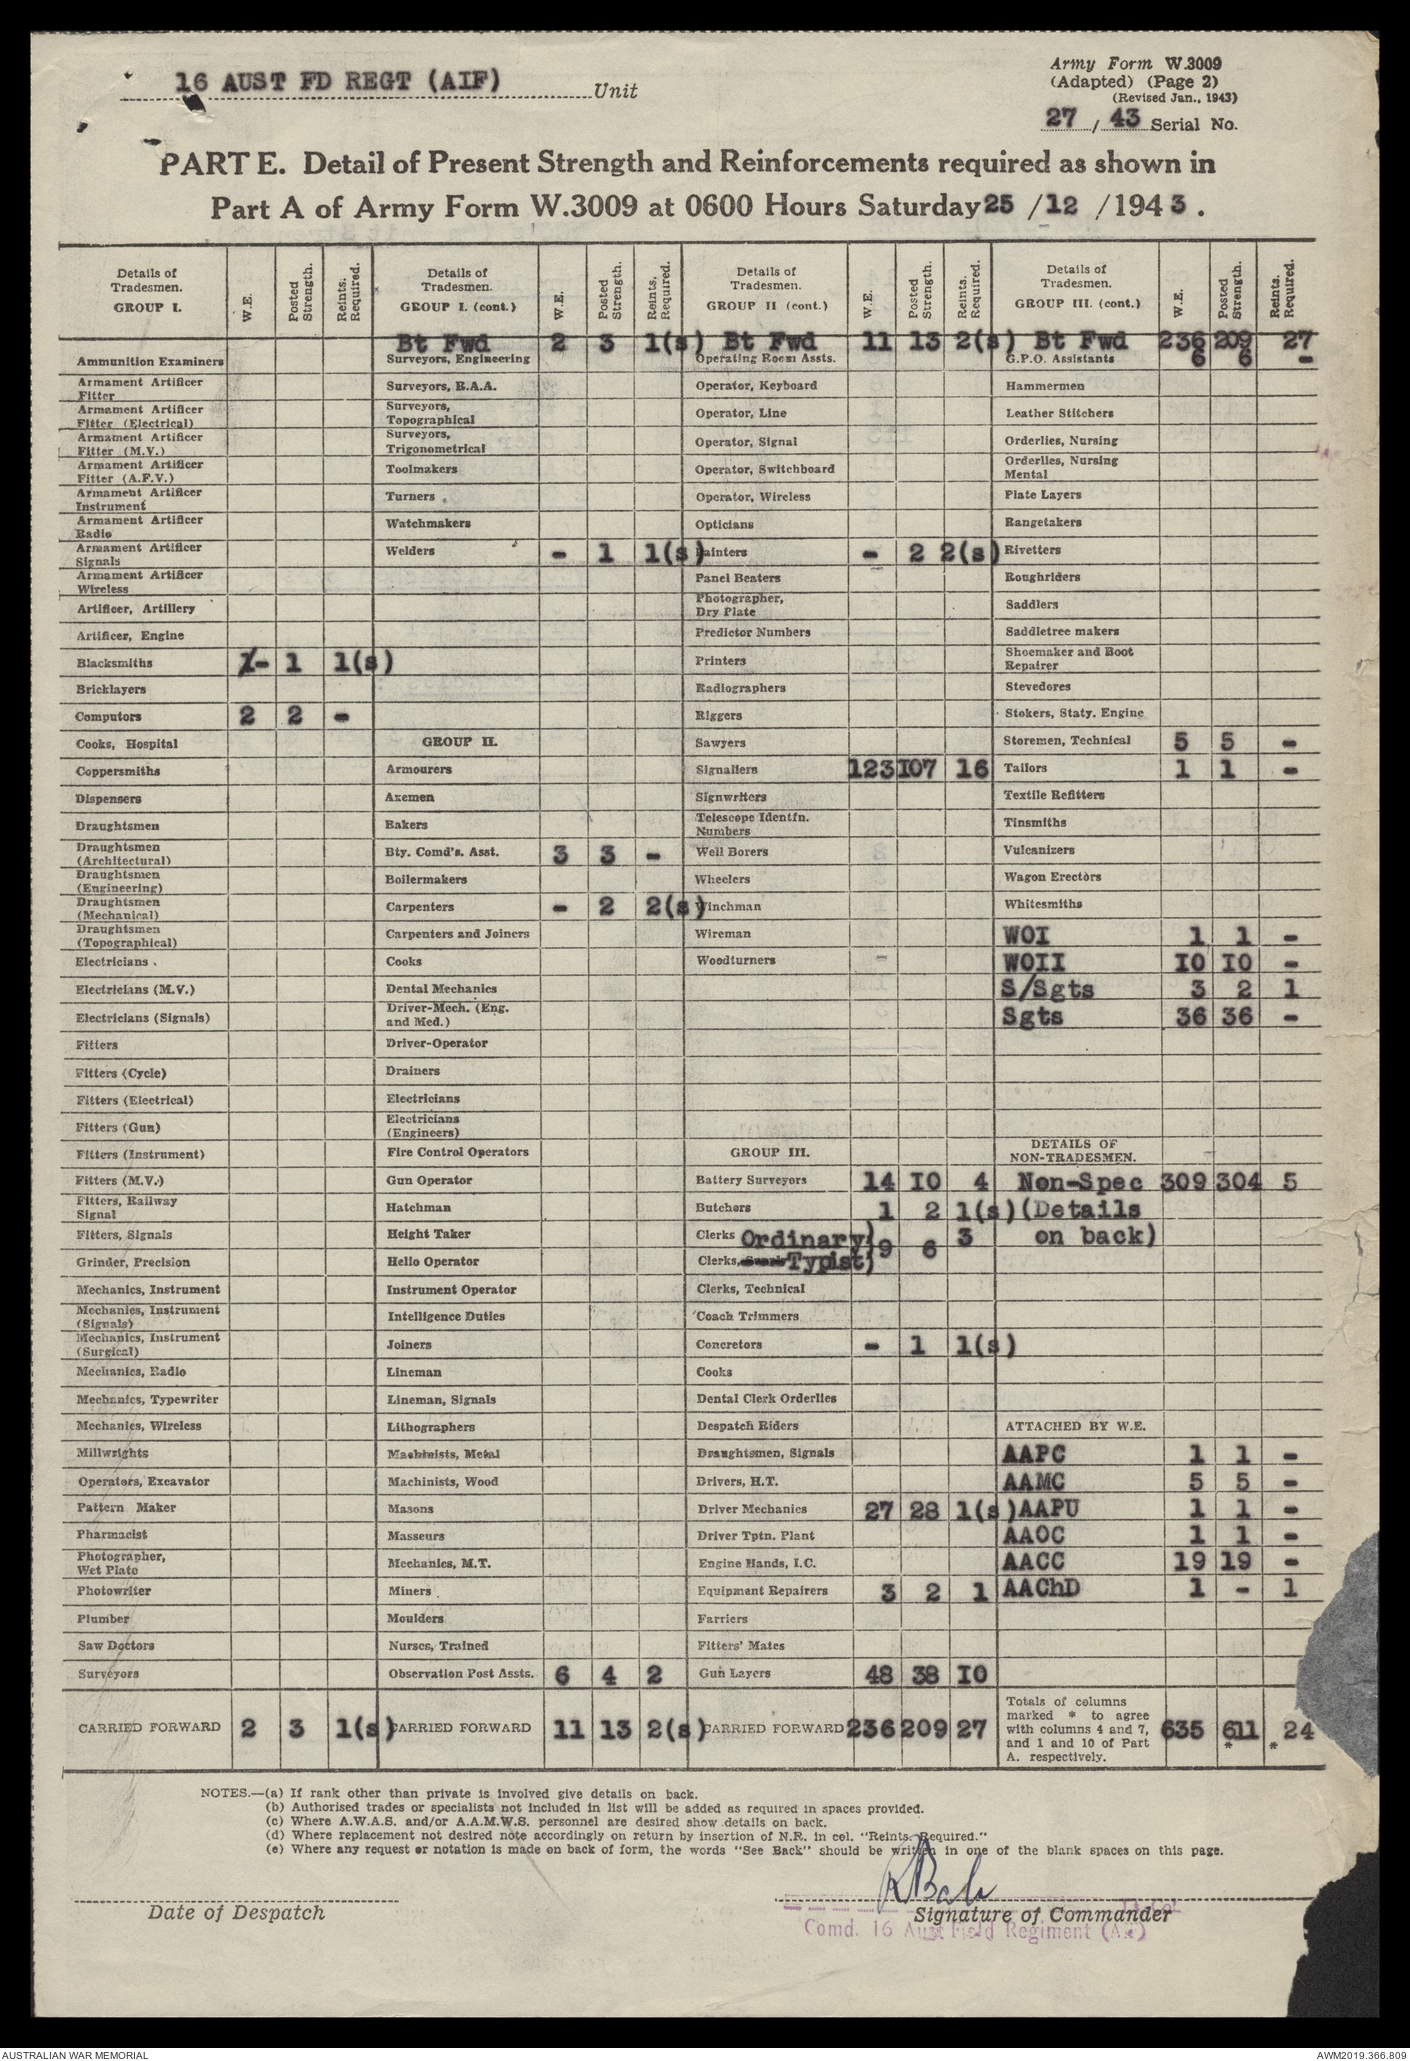 16 AUST FD REGT (AIF) Unit
Army Form W.3009
(Adapted) (Page 2)
(Revised Jan., 1943)
27 / 43 Serial No.
PART E. Detail of Present Strength and Reinforcements required as shown in
Part A of Army Form W.3009 at 0600 Hours Saturday 25 / 12 / 1943.
Details of Tradesmen. GROUP I. W.E. Posted Strength. Reints. Required.
Ammunition Examiners
Armament Artificer Fitter
Armament Artificer Fitter (Electrical)
Armament Artificer Fitter (M.V.)
Armament Artificer Fitter (A.F.V.)
Armament Artificer Instrument
Armament Artificer Radio
Armament Artificer Signals
Armament Artificer Wireless
Artificer, Artillery
Artificer, Engine
Blacksmiths - 1 1(s)
Bricklayers
Computors 2 2 -
Cooks, Hospital
Coppersmiths
Dispensers
Draughtsmen
Draughtsmen (Architectural)
Draughtsmen (Engineering)
Draughtsmen (Mechanical)
Draughtsmen (Topographical)
Electricians
Electricians (M.V.)
Electricians (Signals)
Fitters
Fitters (Cycle)
Fitters (Electrical)
Fitters (Gun)
Fitters (Instrument)
Fitters (M.V.)
Fitters, Railway Signal
Fitters, Signals
Grinder, Precision
Mechanics, Instrument
Mechanics, Instrument (Signals)
Mechanics, Instrument (Surgical)
Mechanics, Radio
Mechanics, Typewriter
Mechanics, Wireless
Millwrights
Operators, Excavator
Pattern Maker
Pharmacist
Photographer, Wet Plate
Photowriter
Plumber
Saw Doctors
Surveyors
CARRIED FORWARD 2 3 1(s)
Details of Tradesmen. GROUP I. (cont.) W.E. Posted Strength. Reints. Required.
Bt Fwd 2 3 1(s)
Surveyors, Engineering
Surveyors, R.A.A.
Surveyors, Topographical
Surveyors, Trigonometrical
Toolmakers
Turners
Watchmakers
Welders - 1 1(s)
GROUP II.
Armourers
Axemen
Bakers
Bty. Comd's. Asst. 3 3 -
Boilermakers
Carpenters - 2 2(s)
Carpenters and Joiners
Cooks
Dental Mechanics
Driver-Mech. (Eng. and Med.)
Driver-Operator
Drainers
Electricians
Electricians (Engineers)
Fire Control Operators
Gun Operator
Hatchman
Height Taker
Helio Operator
Instrument Operator
Intelligence Duties
Joiners
Lineman
Lineman, Signals
Lithographers
Machinists, Metal
Machinists, Wood
Masons
Masseurs
Mechanics, M.T.
Miners
Moulders
Nurses, Trained
Observation Post Assts. 6 4 2
CARRIED FORWARD 11 13 2(s)
Details of Tradesmen. GROUP II (cont.) W.E. Posted Strength. Reints. Required.
Bt Fwd 11 13 2(s)
Operating Room Assts.
Operator, Keyboard
Operator, Line
Operator, Signal
Operator, Switchboard
Operator, Wireless
Opticians
Painters - 2 2(s)
Panel Beaters
Photographer, Dry Plate
Predictor Numbers
Printers
Radiographers
Riggers
Sawyers
Signallers 123 107 16
Signwriters
Telescope Identfn. Numbers
Well Borers
Wheelers
Winchman
Wireman
Woodturners
GROUP III.
Battery Surveyors 14 10 4
Butchers 1 2 1(s)
Clerks Ordinary) 9 6 3
Clerks, Typist)
Clerks, Technical
Coach Trimmers
Concretors - 1 1(s)
Cooks
Dental Clerk Orderlies
Despatch Riders
Draughtsmen, Signals
Drivers, H.T.
Driver Mechanics 27 28 1(s)
Driver Tptn. Plant
Engine Hands, I.C.
Equipment Repairers 3 2 1
Farriers
Fitters' Mates
Gun Layers 48 38 10
CARRIED FORWARD 236 209 27
Details of Tradesmen. GROUP III. (cont.) W.E. Posted Strength. Reints. Required.
Bt Fwd 236 209 27
G.P.O. Assistants 6 6 -
Hammermen
Leather Stitchers
Orderlies, Nursing
Orderlies, Nursing Mental
Plate Layers
Rangetakers
Rivetters
Roughriders
Saddlers
Saddletree makers
Shoemaker and Boot Repairer
Stevedores
Stokers, Staty. Engine
Storemen, Technical 5 5 -
Tailors 1 1 -
Textile Refitters
Tinsmiths
Vulcanizers
Wagon Erectors
Whitesmiths
WOI 1 1 -
WOII 10 10 -
S/Sgts 3 2 1
Sgts 36 36 -
DETAILS OF NON-TRADESMEN.
Non-Spec 309 304 5
(Details
on back)
ATTACHED BY W.E.
AAPC 1 1 -
AAMC 5 5 -
AAPU 1 1 -
AAOC 1 1 -
AACC 19 19 -
AAChD 1 - 1
Totals of columns marked * to agree with columns 4 and 7, and 1 and 10 of Part A. respectively. 635 611 * * 24
NOTES.—(a) If rank other than private is involved give details on back.
(b) Authorised trades or specialists not included in list will be added as required in spaces provided.
(c) Where A.W.A.S. and/or A.A.M.W.S. personnel are desired show details on back.
(d) Where replacement not desired note accordingly on return by insertion of N.R. in col. "Reints. Required."
(e) Where any request or notation is made on back of form, the words "See Back" should be written in one of the blank spaces on this page.
Date of Despatch
Signature of Commander
Lt Col
Comd. 16 Aust Field Regiment (AIF)
AUSTRALIAN WAR MEMORIAL
AWM2019.366.809